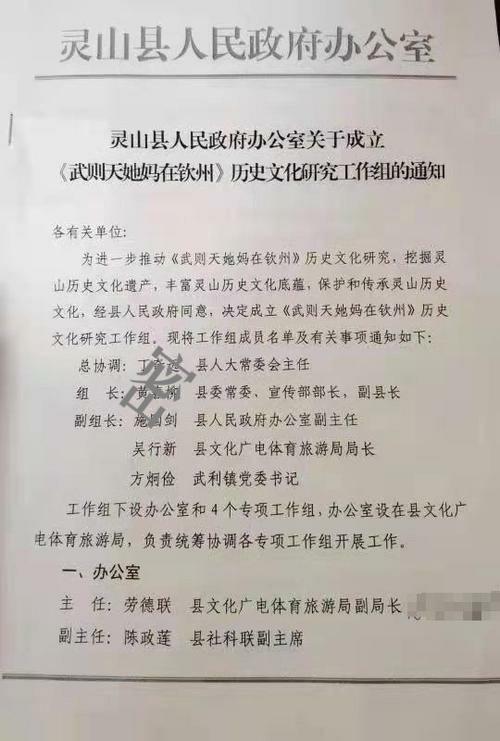 灵山县人民政府办公室
灵山县人民政府办公室关于成立
《武则天她妈在钦州》历史文化研究工作组的通知
各有关单位:
为进一步推动《武则天她妈在钦州》历史文化研究，挖掘灵
山历史文化遗产，丰富灵山历史文化底蕴，保护和传承灵山历史
文化，经县人民政府同意，决定成立《武则天她妈在钦州》历史
文化研究工作组。现将工作组成员名单及有关事项通知如下:
总协调: 丁 县人大常委会主任
密
组 长: 黄 柳 县委常委、宣传部部长，副县长
副组长: 施 剑 县人民政府办公室副主任
吴行新 县文化广电体育旅游局局长
方炯俭 武利镇党委书记
工作组下设办公室和4个专项工作组，办公室设在县文化广
电体育旅游局，负责统筹协调各专项工作组开展工作。
一、办公室
主 任: 劳德联 县文化广电体育旅游局副局长
副主任: 陈政莲 县社科联副主席